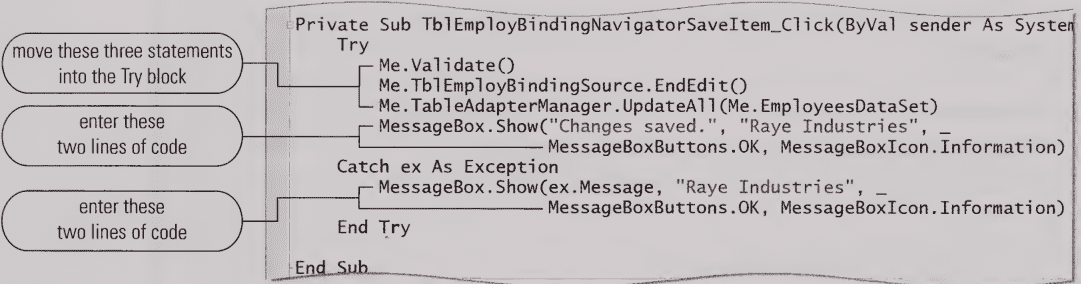 Private Sub TblEmployBindingNavigatorSaveItem_Click(ByVal sender As System
Try
move these three statements
into the Try block
Me.Validate()
Me.TblEmployBindingSource.EndEdit()
Me.TableAdapterManager.UpdateAll(Me.EmployeesDataSet)
enter these
two lines of code
MessageBox.Show("Changes saved.", "Raye Industries", _
MessageBoxButtons.OK, MessageBoxIcon.Information)
Catch ex As Exception
enter these
two lines of code
MessageBox.Show(ex.Message, "Raye Industries", _
MessageBoxButtons.OK, MessageBoxIcon.Information)
End Try
End Sub